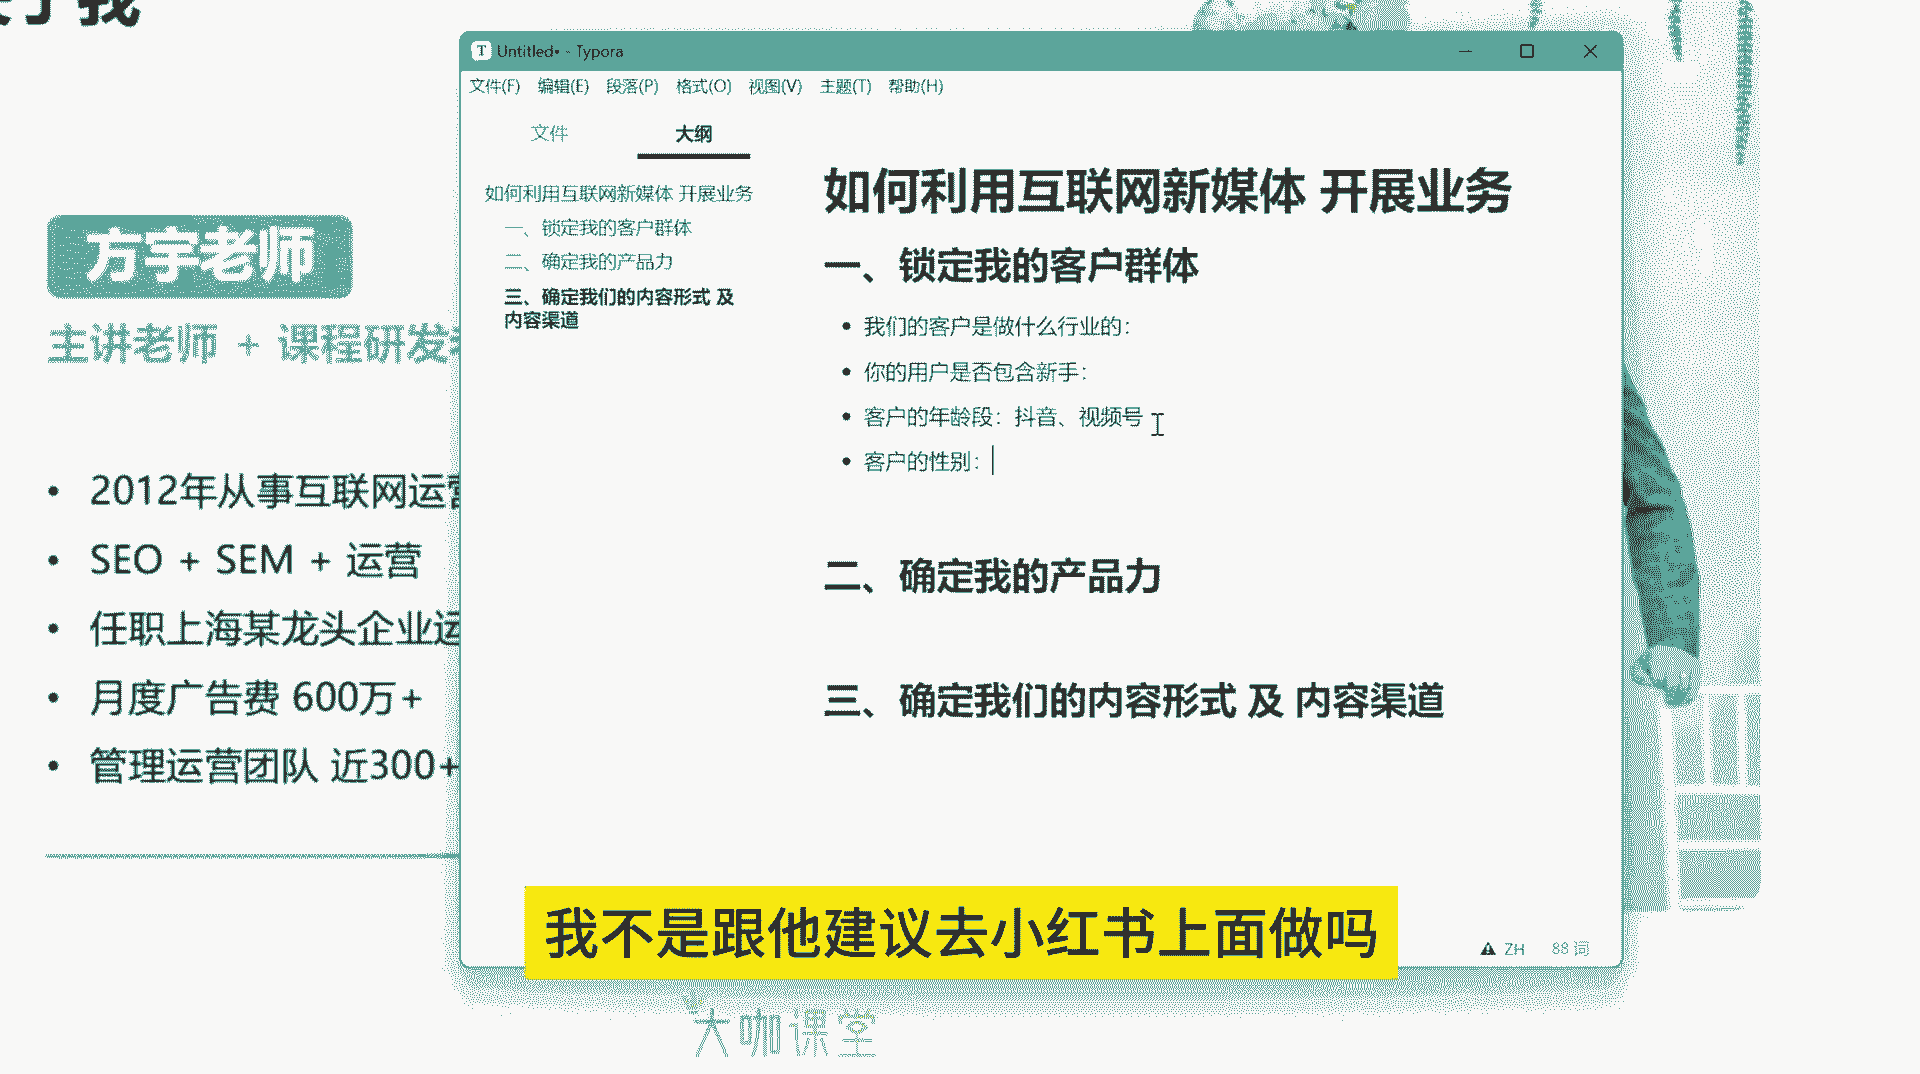 我
方宇老师
主讲老师 + 课程研发
2012年从事互联网运营
SEO + SEM + 运营
任职上海某龙头企业运
月度广告费 600万+
管理运营团队 近300+
Untitled• - Typora
文件(F) 编辑(E) 段落(P) 格式(O) 视图(V) 主题(T) 帮助(H)
文件 大纲
如何利用互联网新媒体 开展业务
一、锁定我的客户群体
二、确定我的产品力
三、确定我们的内容形式 及
内容渠道
如何利用互联网新媒体 开展业务
一、锁定我的客户群体
我们的客户是做什么行业的：
你的用户是否包含新手：
客户的年龄段：抖音、视频号
客户的性别：
二、确定我的产品力
三、确定我们的内容形式 及 内容渠道
ZH 88 词
我不是跟他建议去小红书上面做吗
大咖课堂